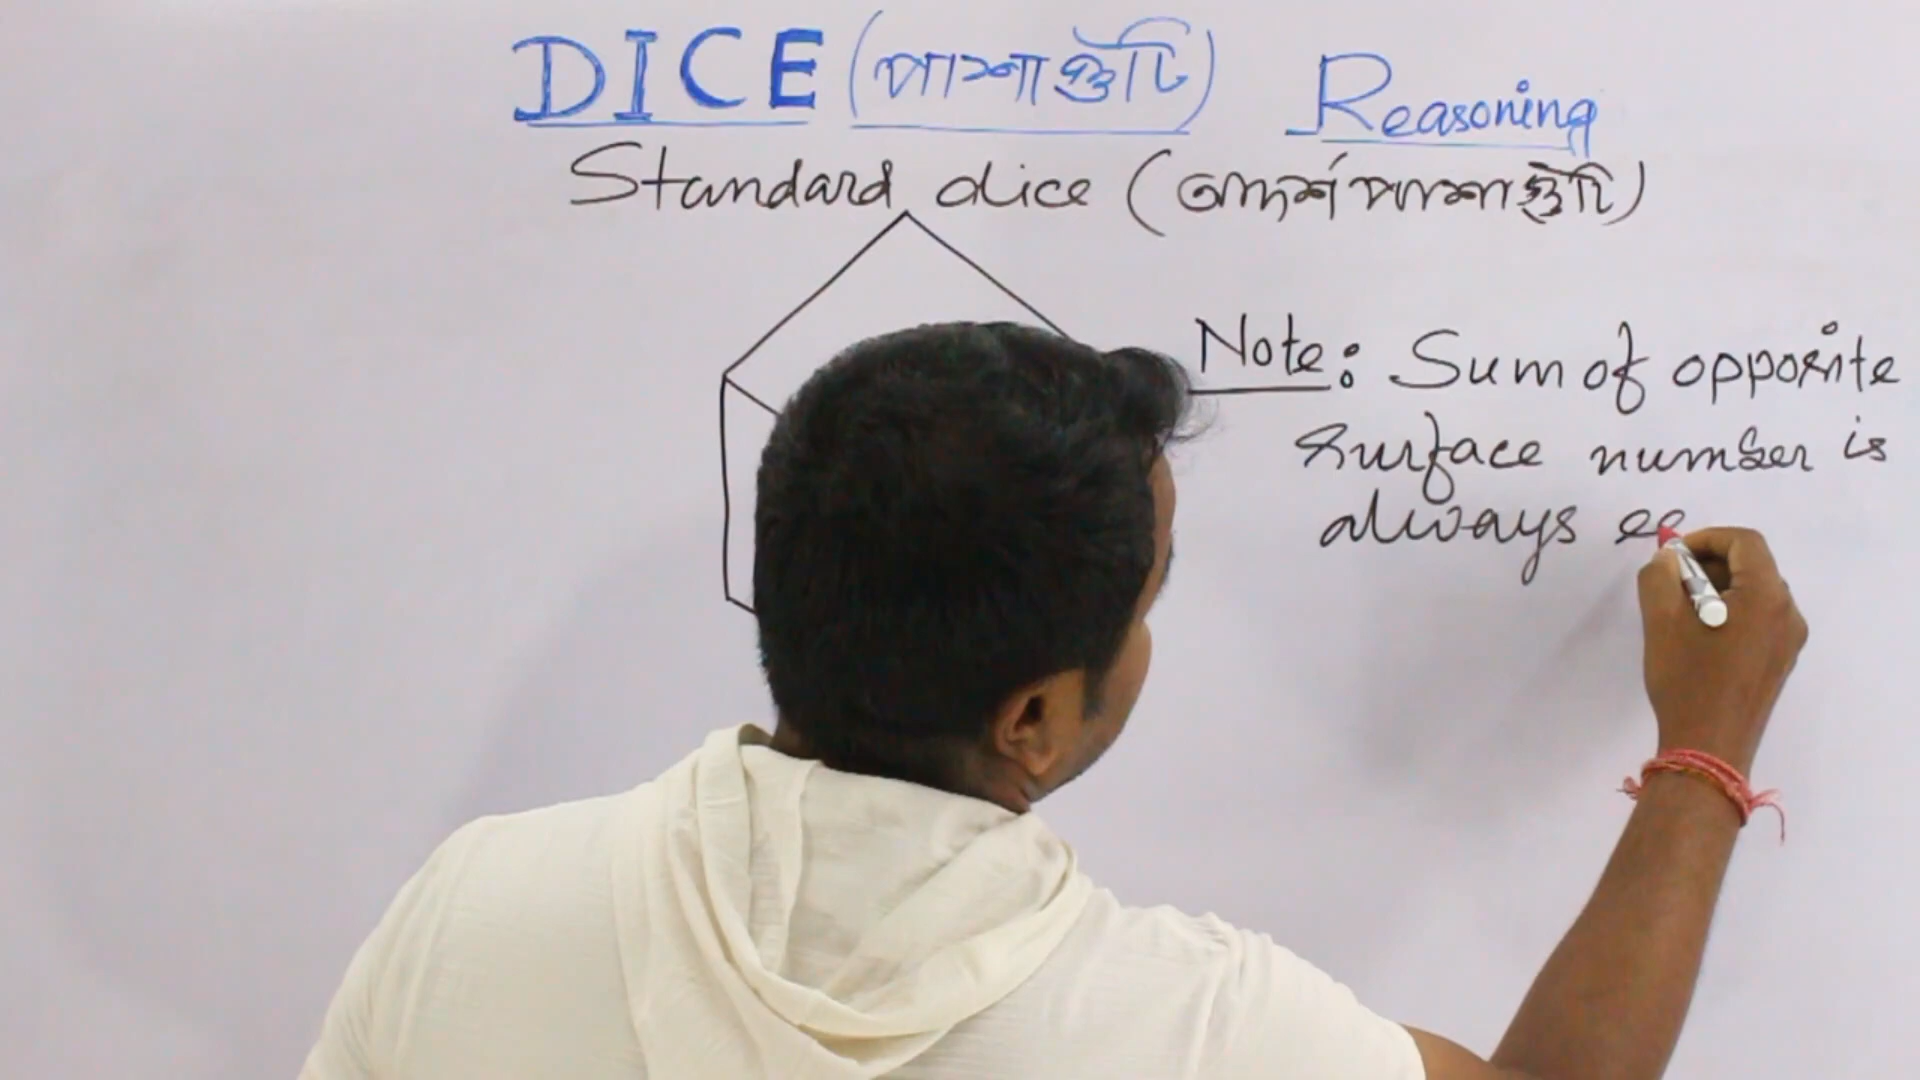 DICE (পাশাগুটি) Reasoning
Standard dice (আদর্শ পাশাগুটি)
Note: Sum of opposite
surface number is
always